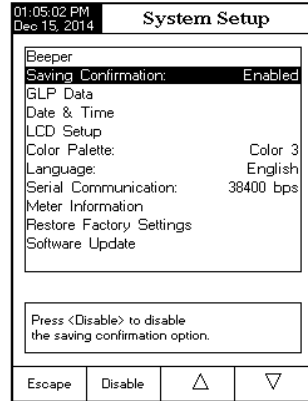 01:05:02 PM
Dec 15, 2014
System Setup
Beeper
Saving Confirmation: Enabled
GLP Data
Date & Time
LCD Setup
Color Palette: Color 3
Language: English
Serial Communication: 38400 bps
Meter Information
Restore Factory Settings
Software Update
Press <Disable> to disable
the saving confirmation option.
Escape Disable △ ▽